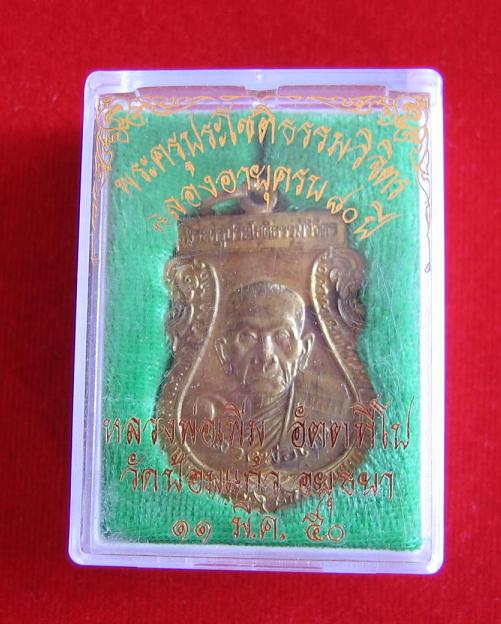 พระครูประโชติธรรมวิจิตร
ฉลองอายุครบ ๘๐ ปี
หลวงพ่อเพิ่ม อัตตทีโป
วัดป้อมแก้ว อยุธยา
๑๑ มี.ค. ๕๐